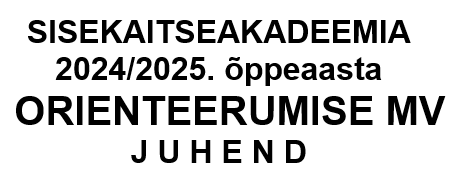 SISEKAITSEAKADEEMIA
2024/2025. õppeaasta
ORIENTEERUMISE MV
J U H E N D